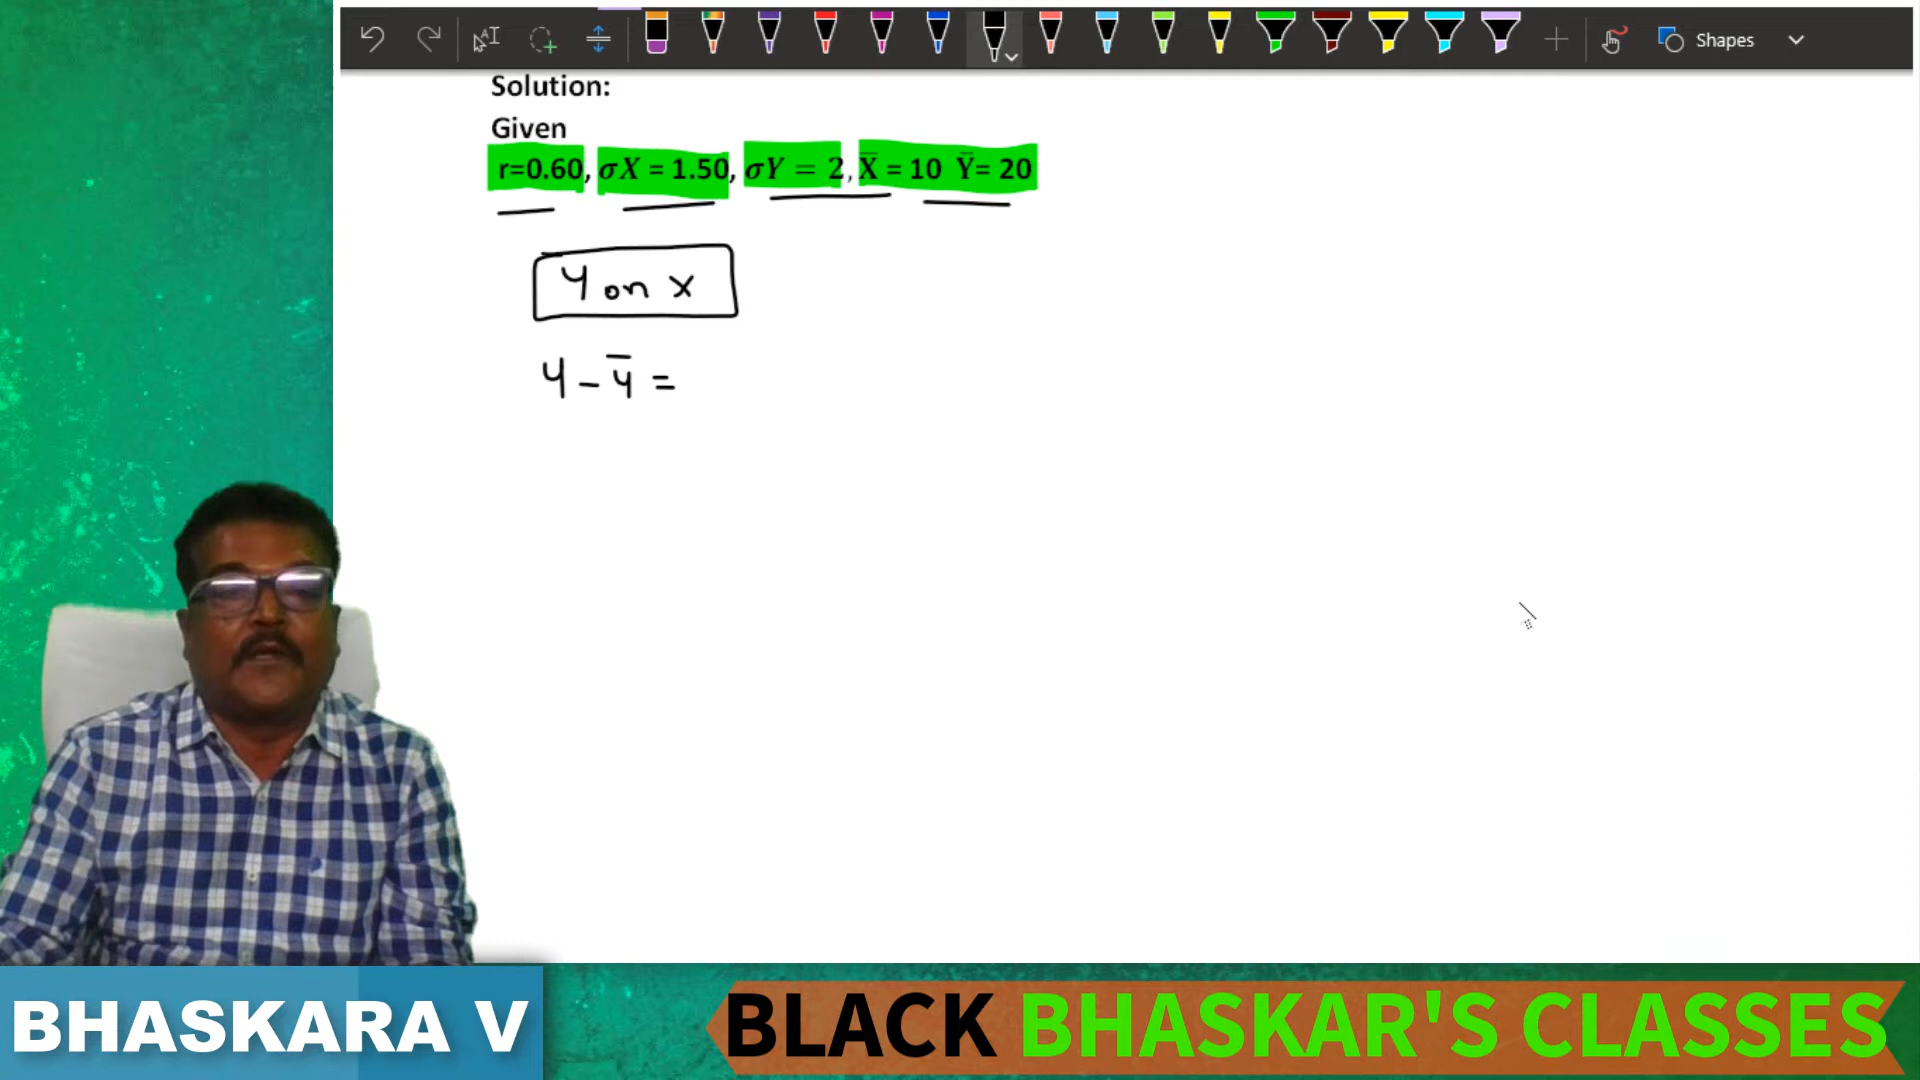 Shapes
Solution:
Given
r=0.60, σX = 1.50, σY = 2, X̄ = 10 Ȳ= 20
Y on x
Y - ȳ =
BHASKARA V
BLACK BHASKAR'S CLASSES